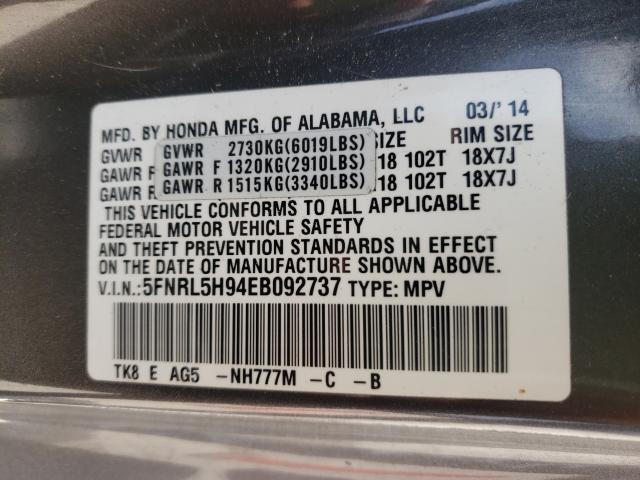 MFD. BY HONDA MFG. OF ALABAMA, LLC 03/'14
GVWR GVWR 2730KG(6019LBS) SIZE RIM SIZE
GAWR F GAWR F 1320KG(2910LBS) 18 102T 18X7J
GAWR R GAWR R 1515KG(3340LBS) 18 102T 18X7J
THIS VEHICLE CONFORMS TO ALL APPLICABLE
FEDERAL MOTOR VEHICLE SAFETY
AND THEFT PREVENTION STANDARDS IN EFFECT
ON THE DATE OF MANUFACTURE SHOWN ABOVE.
V.I.N.:5FNRL5H94EB092737 TYPE: MPV
TK8 E AG5 -NH777M -C -B